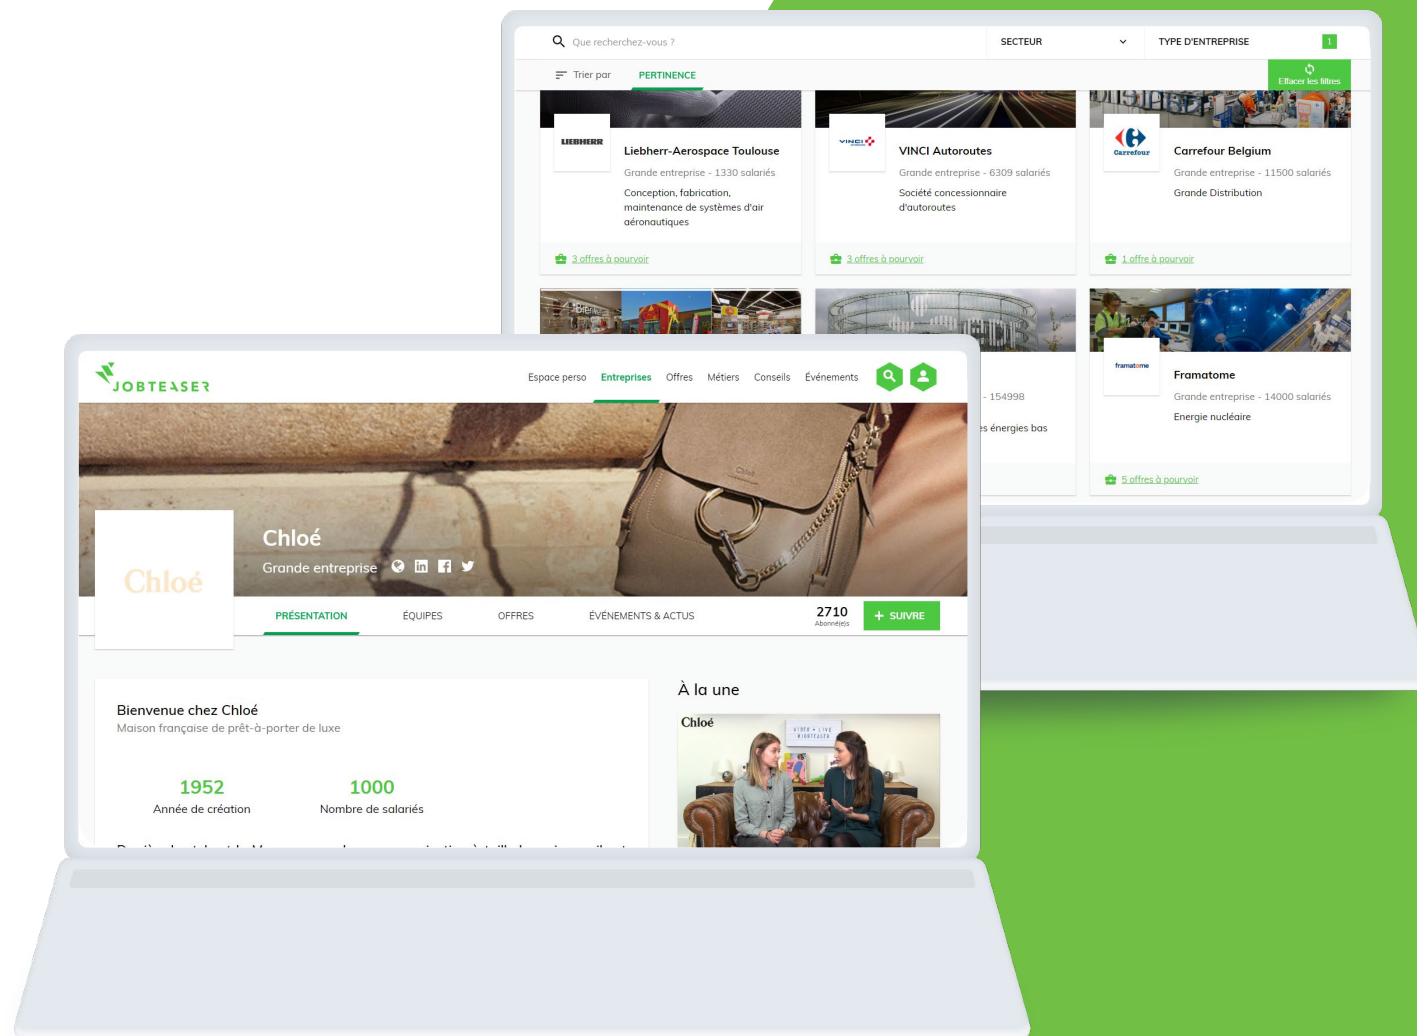 Que recherchez-vous ?
SECTEUR
TYPE D'ENTREPRISE
1
Trier par
PERTINENCE
Effacer les filtres
LIEBHERR
Liebherr-Aerospace Toulouse
Grande entreprise - 1330 salariés
Conception, fabrication,
maintenance de systèmes d'air
aéronautiques
3 offres à pourvoir
VINCI
VINCI Autoroutes
Grande entreprise - 6309 salariés
Société concessionnaire
d'autoroutes
3 offres à pourvoir
Carrefour
Carrefour Belgium
Grande entreprise - 11500 salariés
Grande Distribution
1 offre à pourvoir
- 154998
es énergies bas
framatome
Framatome
Grande entreprise - 14000 salariés
Energie nucléaire
5 offres à pourvoir
JOBTEASER
Espace perso
Entreprises
Offres
Métiers
Conseils
Événements
Chloé
Chloé
Chloé
Grande entreprise
PRÉSENTATION
ÉQUIPES
OFFRES
ÉVÉNEMENTS & ACTUS
2710
Abonné(e)s
+ SUIVRE
Bienvenue chez Chloé
Maison française de prêt-à-porter de luxe
1952
Année de création
1000
Nombre de salariés
À la une
Chloé